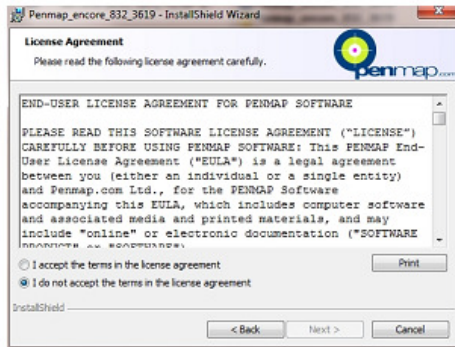 Penmap_encore_832_3619 - InstallShield Wizard
License Agreement
Please read the following license agreement carefully.
penmap.com
END-USER LICENSE AGREEMENT FOR PENMAP SOFTWARE
PLEASE READ THIS SOFTWARE LICENSE AGREEMENT ("LICENSE")
CAREFULLY BEFORE USING PENMAP SOFTWARE: This PENMAP End-
User License Agreement ("EULA") is a legal agreement
between you (either an individual or a single entity)
and Penmap.com Ltd., for the PENMAP Software
accompanying this EULA, which includes computer software
and associated media and printed materials, and may
include "online" or electronic documentation ("SOFTWARE
PRODUCT" or "SOFTWARE")
I accept the terms in the license agreement
Print
I do not accept the terms in the license agreement
InstallShield
< Back
Next >
Cancel